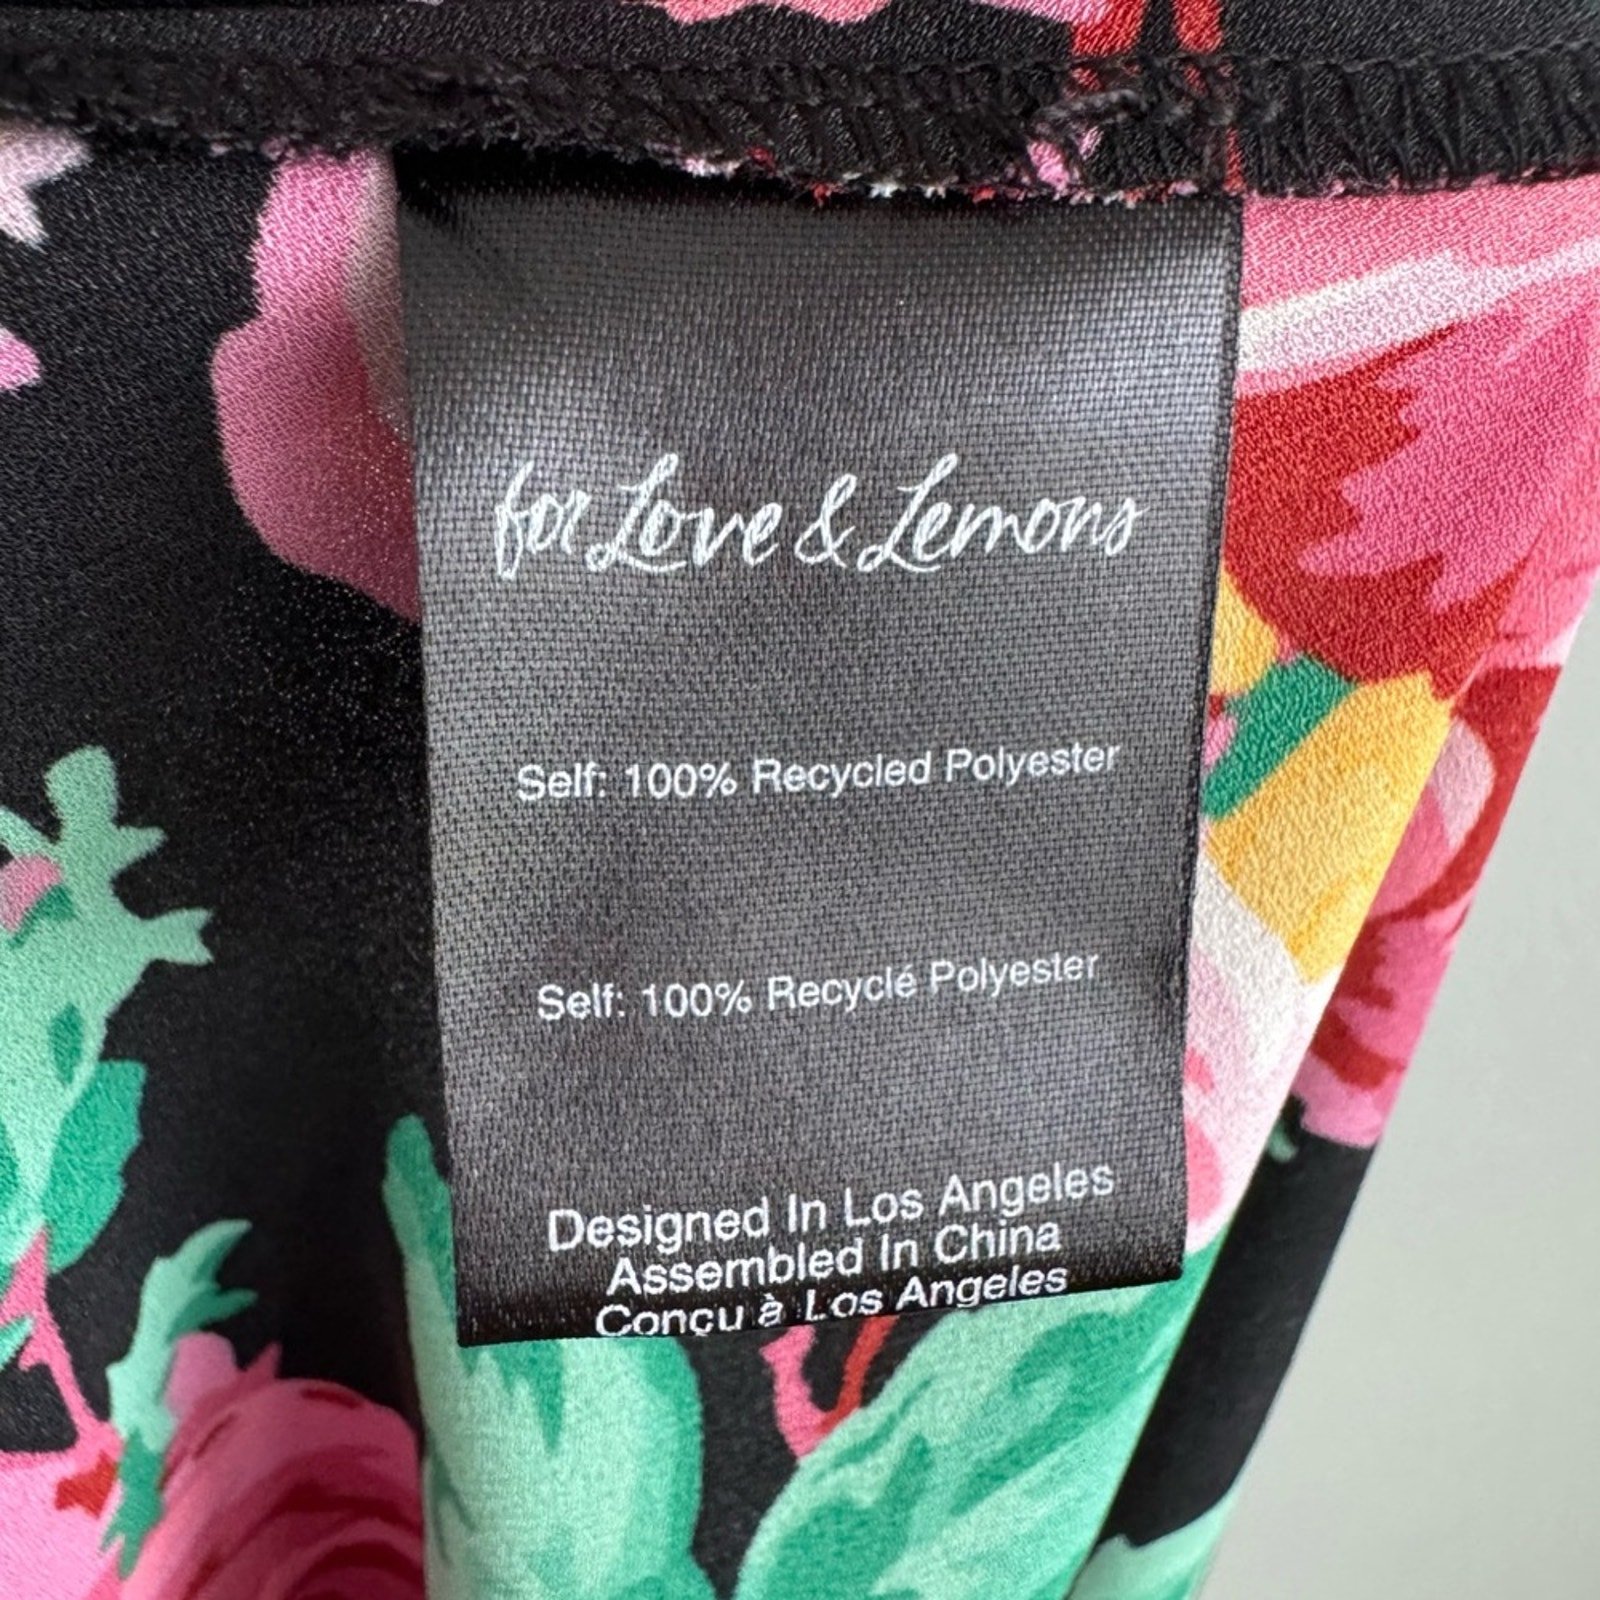 for Love & Lemons
Self: 100% Recycled Polyester
Self: 100% Recyclé Polyester
Designed In Los Angeles
Assembled In China
Conçu à Los Angeles